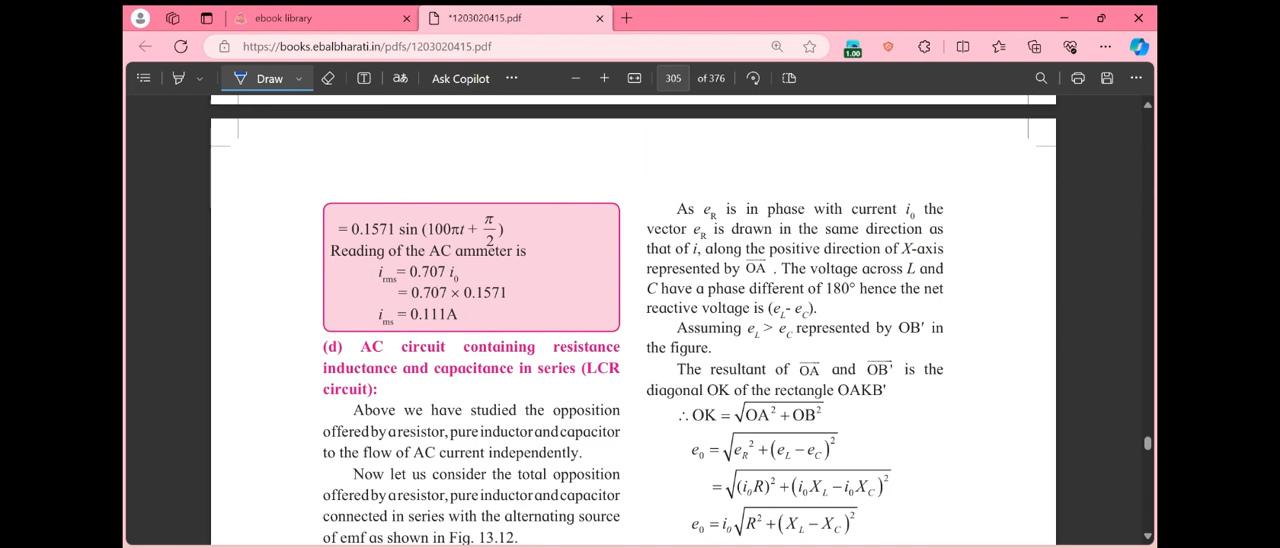 ebook library
*1203020415.pdf
https://books.ebalbharati.in/pdfs/1203020415.pdf
1.00
Draw
aあ
Ask Copilot
305 of 376
= 0.1571 sin (100πt + π/2)
Reading of the AC ammeter is
i_rms = 0.707 i_0
= 0.707 × 0.1571
i_ms = 0.111A
(d) AC circuit containing resistance
inductance and capacitance in series (LCR
circuit):
Above we have studied the opposition
offered by a resistor, pure inductor and capacitor
to the flow of AC current independently.
Now let us consider the total opposition
offered by a resistor, pure inductor and capacitor
connected in series with the alternating source
of emf as shown in Fig. 13.12.
As e_R is in phase with current i_0 the
vector e_R is drawn in the same direction as
that of i, along the positive direction of X-axis
represented by O͞A͞ . The voltage across L and
C have a phase different of 180° hence the net
reactive voltage is (e_L- e_C).
Assuming e_L > e_C represented by OB' in
the figure.
The resultant of O͞A͞ and O͞B͞' is the
diagonal OK of the rectangle OAKB'
∴ OK = √(OA² + OB²)
e_0 = √(e_R² + (e_L − e_C)²)
= √((i_0R)² + (i_0X_L − i_0X_C)²)
e_0 = i_0√(R² + (X_L − X_C)²)